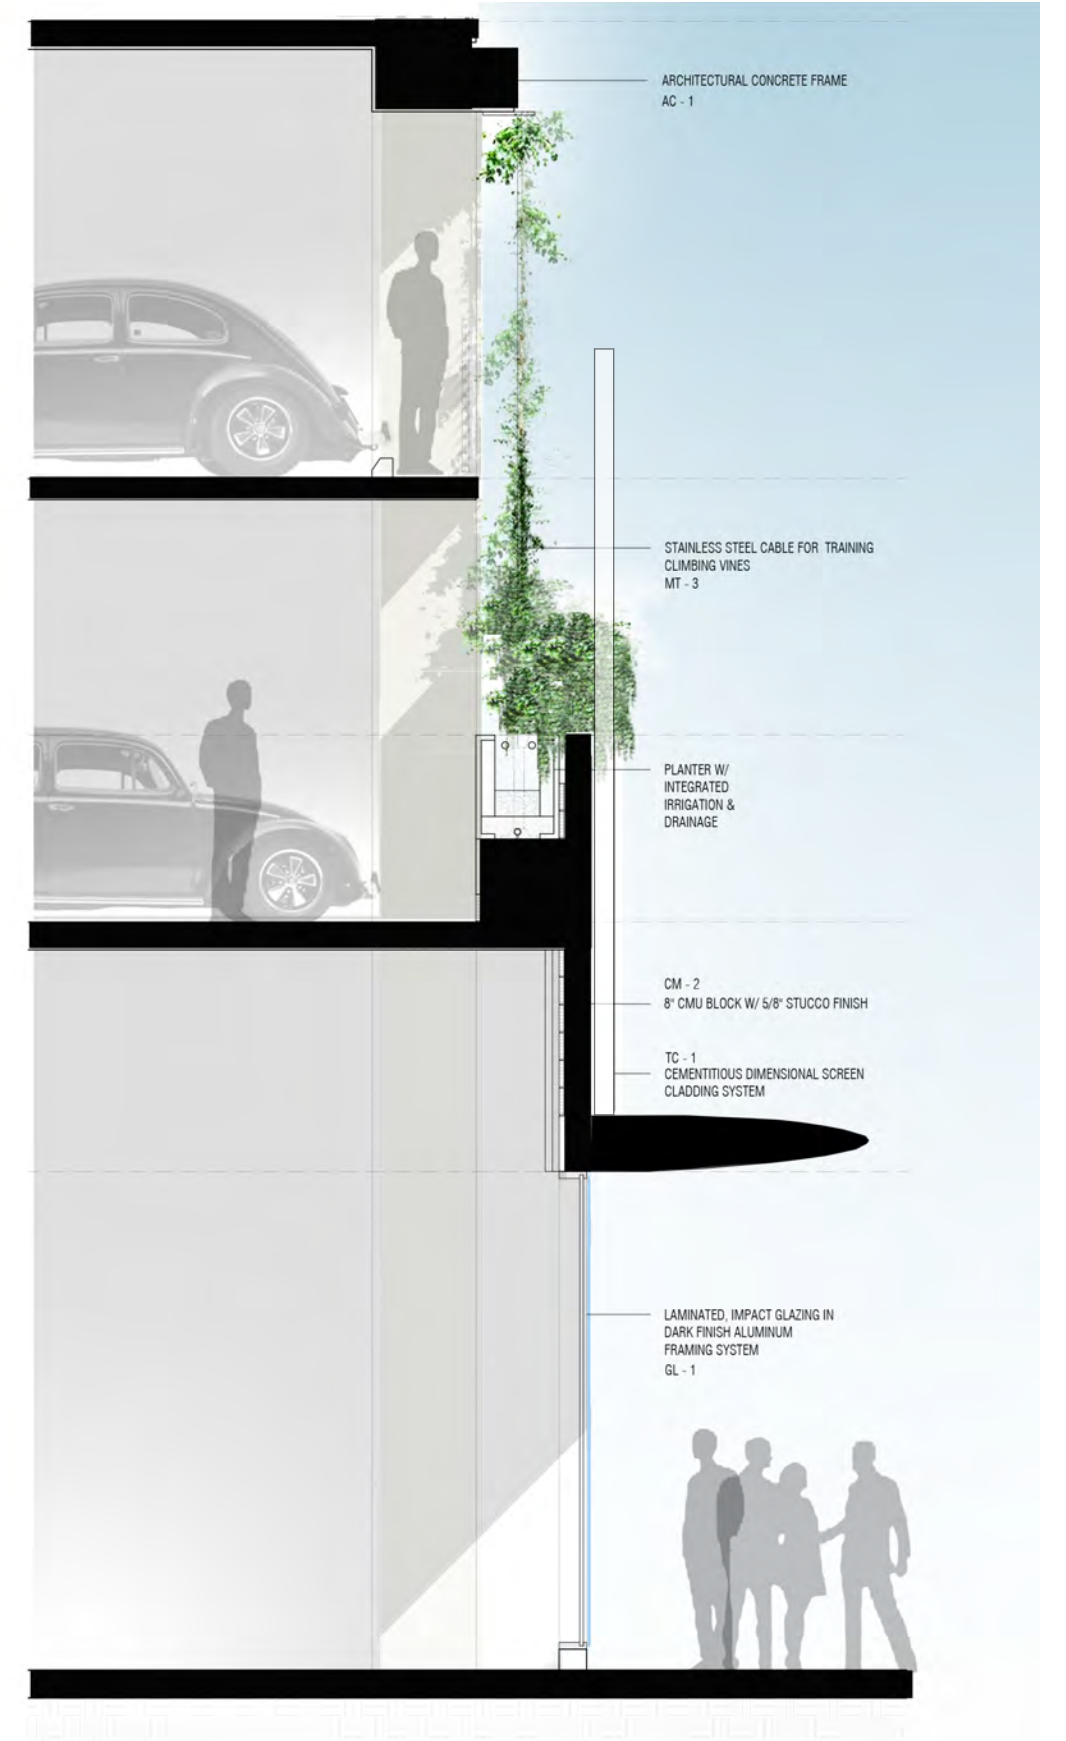 ARCHITECTURAL CONCRETE FRAME
AC - 1
STAINLESS STEEL CABLE FOR TRAINING
CLIMBING VINES
MT - 3
PLANTER W/
INTEGRATED
IRRIGATION &
DRAINAGE
CM - 2
8" CMU BLOCK W/ 5/8" STUCCO FINISH
TC - 1
CEMENTITIOUS DIMENSIONAL SCREEN
CLADDING SYSTEM
LAMINATED, IMPACT GLAZING IN
DARK FINISH ALUMINUM
FRAMING SYSTEM
GL - 1